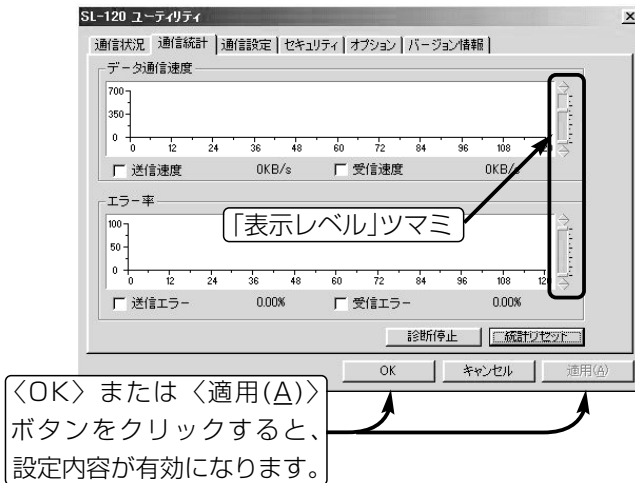 SL-120 ユーティリティ
通信状況 通信統計 通信設定 セキュリティ オプション バージョン情報
データ通信速度
700
350
0
0 12 24 36 48 60 72 84 96 108
送信速度 0KB/s 受信速度 0KB/
「表示レベル」ツマミ
エラー率
100
50
0
0 12 24 36 48 60 72 84 96 108 120
送信エラー 0.00% 受信エラー 0.00%
診断停止 統計リセット
OK キャンセル 適用(A)
〈OK〉または〈適用(A)〉
ボタンをクリックすると、
設定内容が有効になります。